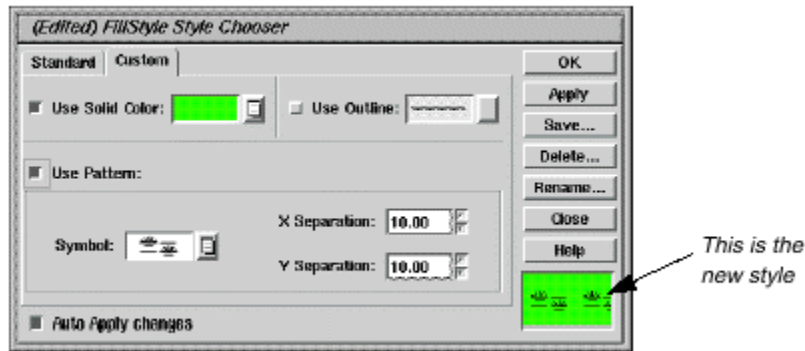 (Edited) FillStyle Style Chooser
Standard Custom
Use Solid Color:
Use Outline:
Use Pattern:
Symbol:
X Separation: 10.00
Y Separation: 10.00
Auto Apply changes
OK
Apply
Save...
Delete...
Rename...
Close
Help
This is the
new style